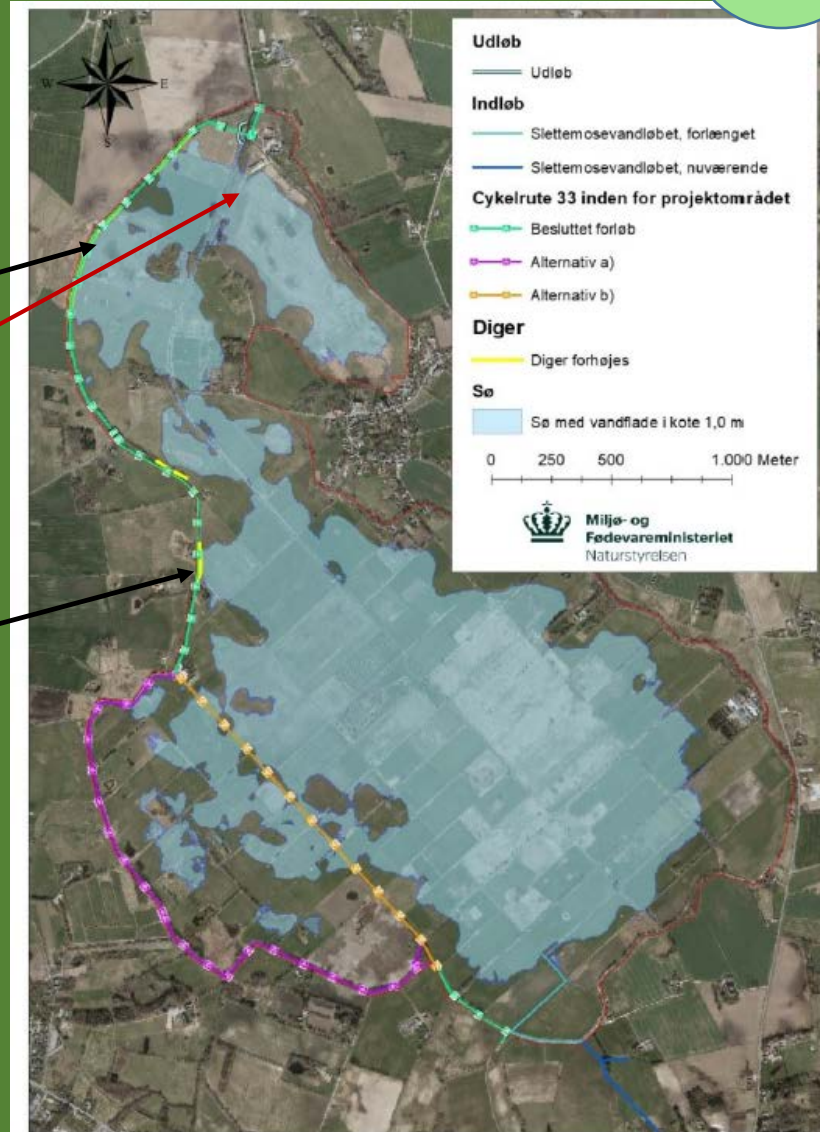 N
W E
S
Udløb
Udløb
Indløb
Slettemosevandløbet, forlænget
Slettemosevandløbet, nuværende
Cykelrute 33 inden for projektområdet
Besluttet forløb
Alternativ a)
Alternativ b)
Diger
Diger forhøjes
Sø
Sø med vandflade i kote 1,0 m
0 250 500 1.000 Meter
Miljø- og
Fødevareministeriet
Naturstyrelsen